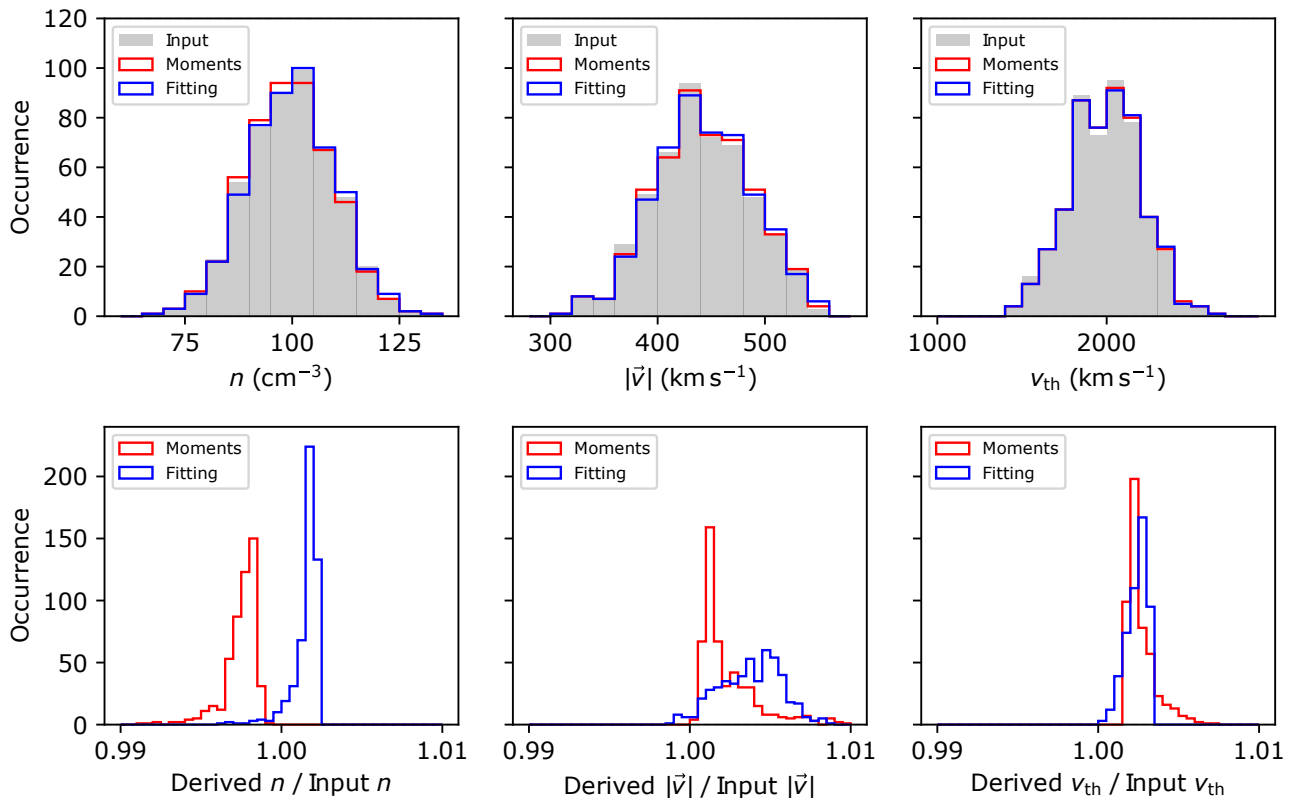 120
100
80
60
40
20
0
Occurrence
Input
Moments
Fitting
75 100 125
n (cm⁻³)
Input
Moments
Fitting
300 400 500
|v⃗| (km s⁻¹)
Input
Moments
Fitting
1000 2000
v_th (km s⁻¹)
200
150
100
50
0
Occurrence
Moments
Fitting
0.99 1.00 1.01
Derived n / Input n
Moments
Fitting
0.99 1.00 1.01
Derived |v⃗| / Input |v⃗|
Moments
Fitting
0.99 1.00 1.01
Derived v_th / Input v_th